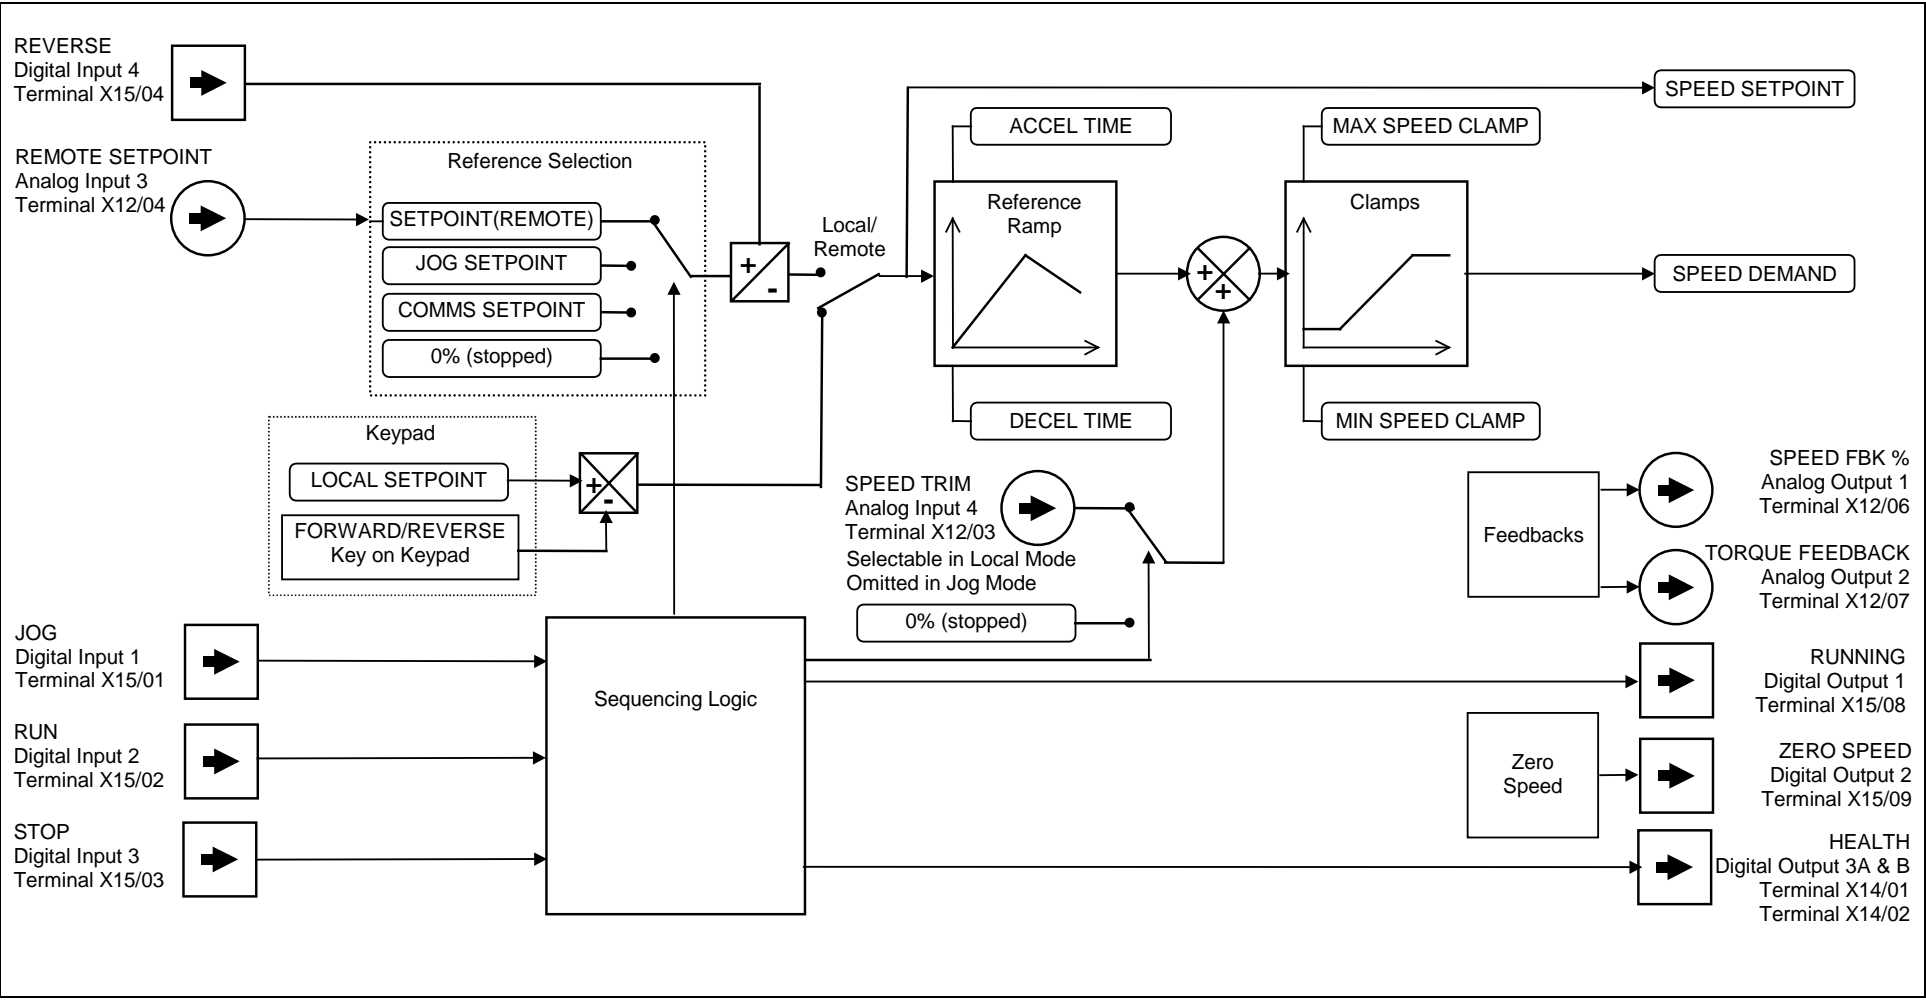 REVERSE
Digital Input 4
Terminal X15/04
REMOTE SETPOINT
Analog Input 3
Terminal X12/04
Reference Selection
SETPOINT(REMOTE)
JOG SETPOINT
COMMS SETPOINT
0% (stopped)
+
-
Local/
Remote
SPEED SETPOINT
ACCEL TIME
Reference
Ramp
DECEL TIME
+
+
MAX SPEED CLAMP
Clamps
MIN SPEED CLAMP
SPEED DEMAND
Keypad
LOCAL SETPOINT
FORWARD/REVERSE
Key on Keypad
+
-
SPEED TRIM
Analog Input 4
Terminal X12/03
Selectable in Local Mode
Omitted in Jog Mode
0% (stopped)
Feedbacks
SPEED FBK %
Analog Output 1
Terminal X12/06
TORQUE FEEDBACK
Analog Output 2
Terminal X12/07
JOG
Digital Input 1
Terminal X15/01
RUN
Digital Input 2
Terminal X15/02
STOP
Digital Input 3
Terminal X15/03
Sequencing Logic
RUNNING
Digital Output 1
Terminal X15/08
Zero
Speed
ZERO SPEED
Digital Output 2
Terminal X15/09
HEALTH
Digital Output 3A & B
Terminal X14/01
Terminal X14/02